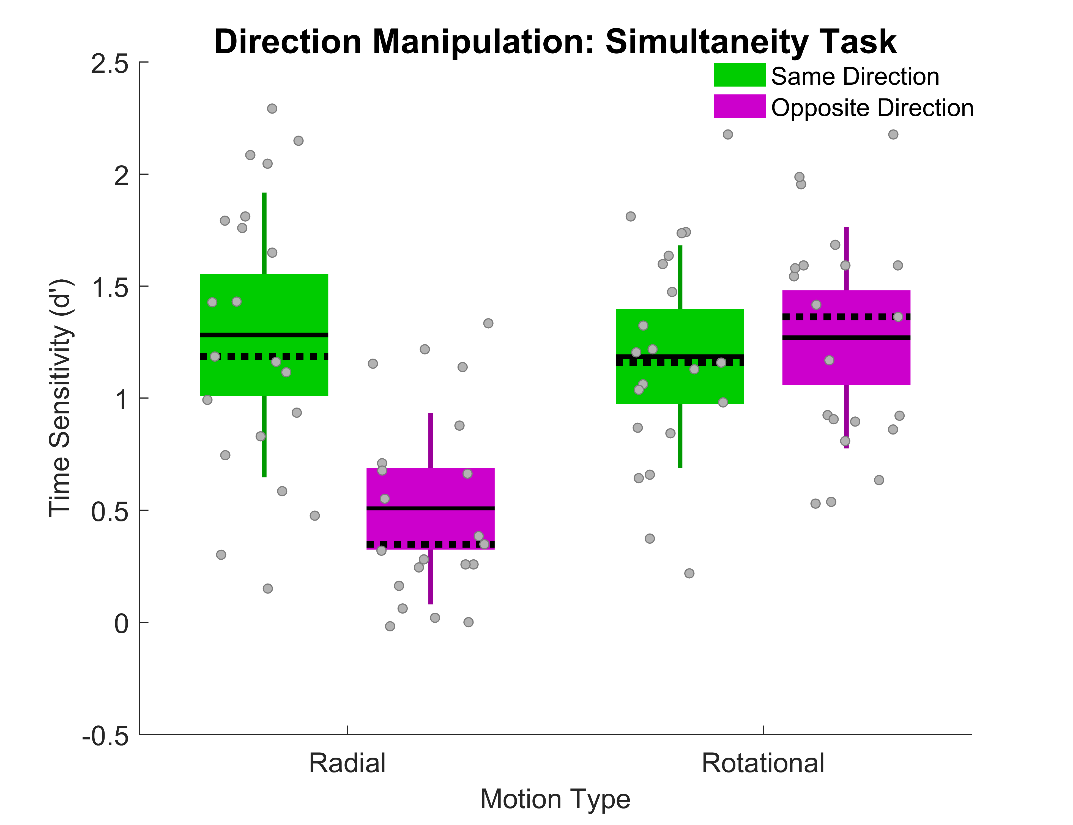 Direction Manipulation: Simultaneity Task
Same Direction
Opposite Direction
2.5
2
1.5
1
0.5
0
-0.5
Time Sensitivity (d')
Radial
Rotational
Motion Type